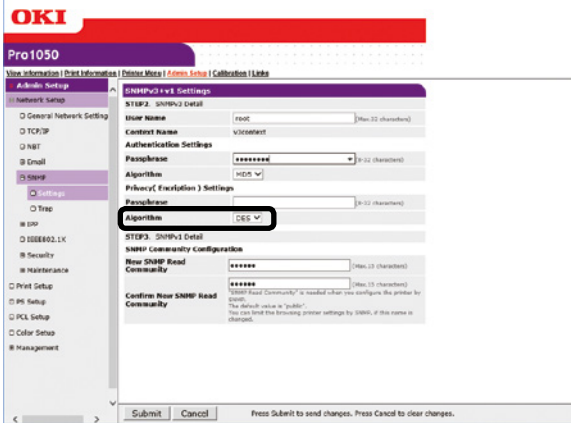 OKI
Pro1050
View Information | Print Information | Printer Menu | Admin Setup | Calibration | Links
Admin Setup
Network Setup
General Network Setting
TCP/IP
NBT
Email
SNMP
Settings
Trap
IPP
IEEE802.1X
Security
Maintenance
Print Setup
PS Setup
PCL Setup
Color Setup
Management
SNMPv3+v1 Settings
STEP2. SNMPv3 Detail
User Name root (Max.32 characters)
Context Name v3context
Authentication Settings
Passphrase ●●●●●●●● (8-32 characters)
Algorithm MD5
Privacy( Encription ) Settings
Passphrase (8-32 characters)
Algorithm DES
STEP3. SNMPv1 Detail
SNMP Community Configuration
New SNMP Read Community ●●●●●● (Max.15 characters)
Confirm New SNMP Read Community ●●●●●● (Max.15 characters)
"SNMP Read Community" is needed when you configure the printer by SNMP.
The default value is "public".
You can limit the browsing printer settings by SNMP, if this name is changed.
Submit Cancel Press Submit to send changes. Press Cancel to clear changes.